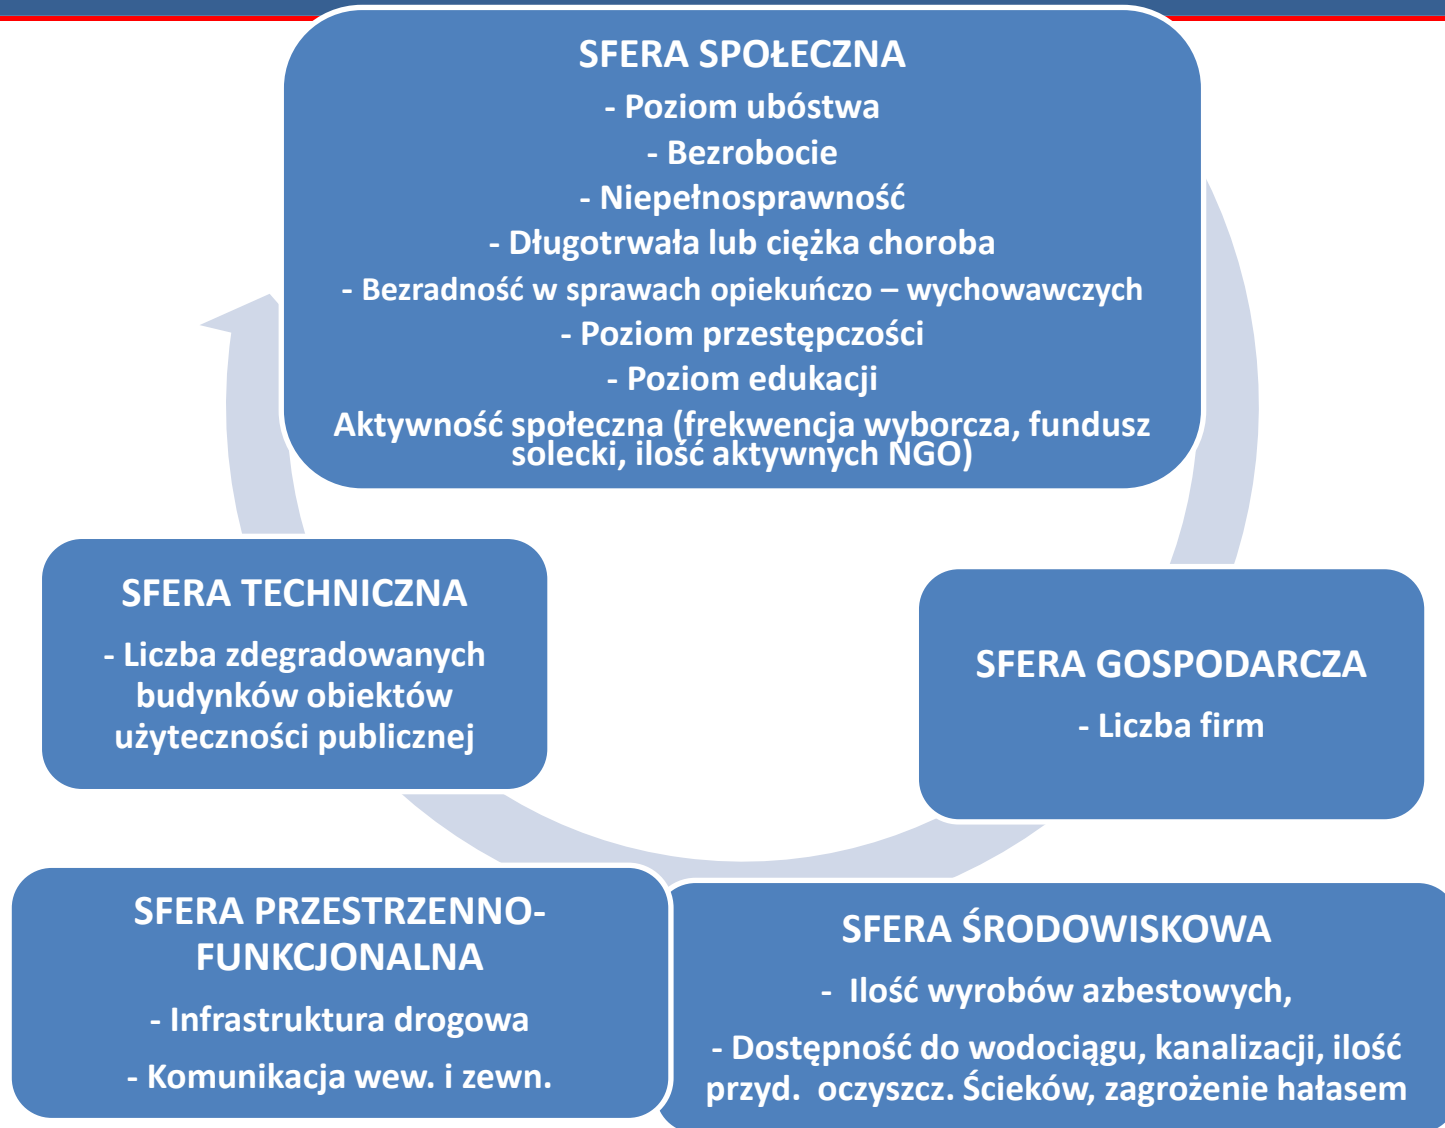 SFERA SPOŁECZNA
- Poziom ubóstwa
- Bezrobocie
- Niepełnosprawność
- Długotrwała lub ciężka choroba
- Bezradność w sprawach opiekuńczo – wychowawczych
- Poziom przestępczości
- Poziom edukacji
Aktywność społeczna (frekwencja wyborcza, fundusz
solecki, ilość aktywnych NGO)
SFERA TECHNICZNA
- Liczba zdegradowanych
budynków obiektów
użyteczności publicznej
SFERA GOSPODARCZA
- Liczba firm
SFERA PRZESTRZENNO-
FUNKCJONALNA
- Infrastruktura drogowa
- Komunikacja wew. i zewn.
SFERA ŚRODOWISKOWA
- Ilość wyrobów azbestowych,
- Dostępność do wodociągu, kanalizacji, ilość
przyd. oczyszcz. Ścieków, zagrożenie hałasem